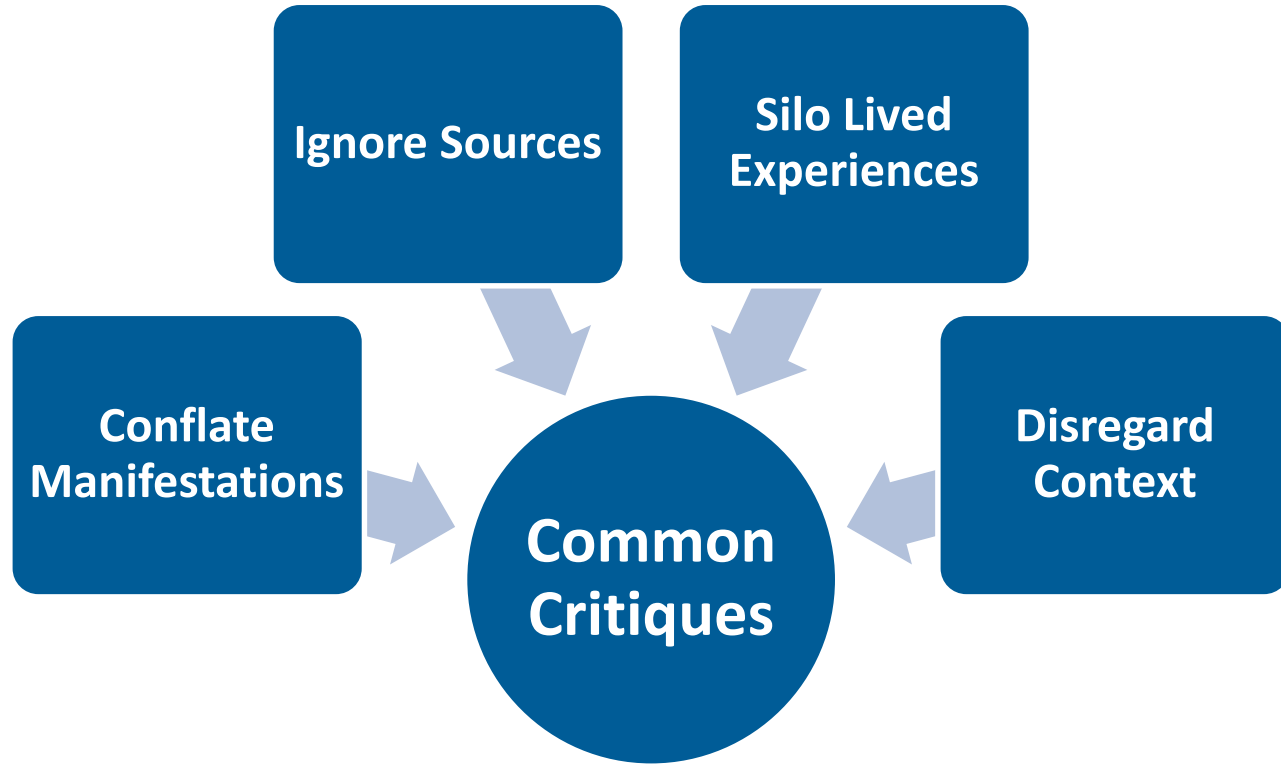 Ignore Sources
Silo Lived
Experiences
Conflate
Manifestations
Disregard
Context
Common
Critiques